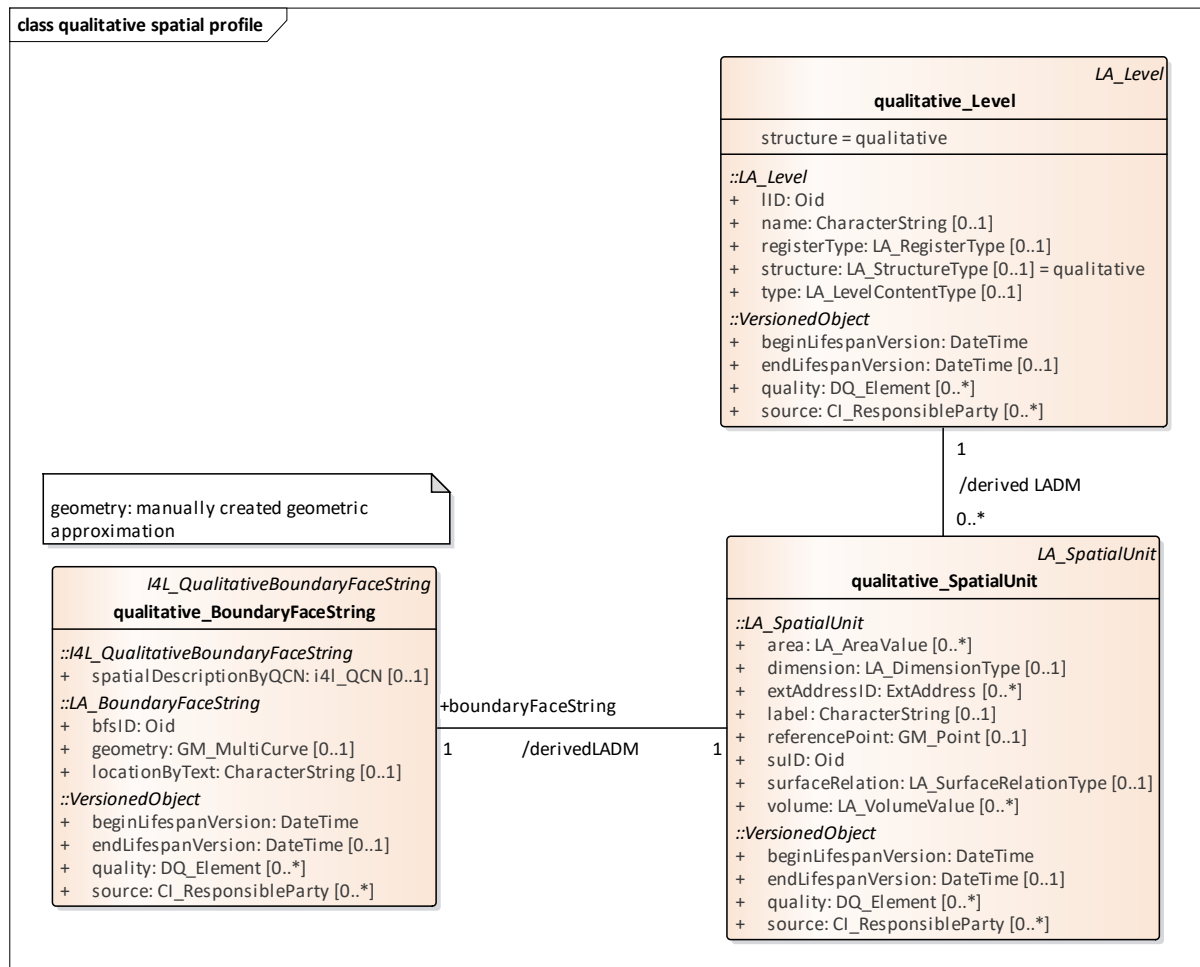 class qualitative spatial profile
LA_Level
qualitative_Level
structure = qualitative
::LA_Level
+ lID: Oid
+ name: CharacterString [0..1]
+ registerType: LA_RegisterType [0..1]
+ structure: LA_StructureType [0..1] = qualitative
+ type: LA_LevelContentType [0..1]
::VersionedObject
+ beginLifespanVersion: DateTime
+ endLifespanVersion: DateTime [0..1]
+ quality: DQ_Element [0..*]
+ source: CI_ResponsibleParty [0..*]
1
/derived LADM
0..*
geometry: manually created geometric
approximation
I4L_QualitativeBoundaryFaceString
qualitative_BoundaryFaceString
::I4L_QualitativeBoundaryFaceString
+ spatialDescriptionByQCN: i4l_QCN [0..1]
::LA_BoundaryFaceString
+ bfsID: Oid
+ geometry: GM_MultiCurve [0..1]
+ locationByText: CharacterString [0..1]
::VersionedObject
+ beginLifespanVersion: DateTime
+ endLifespanVersion: DateTime [0..1]
+ quality: DQ_Element [0..*]
+ source: CI_ResponsibleParty [0..*]
+boundaryFaceString
1 /derivedLADM 1
LA_SpatialUnit
qualitative_SpatialUnit
::LA_SpatialUnit
+ area: LA_AreaValue [0..*]
+ dimension: LA_DimensionType [0..1]
+ extAddressID: ExtAddress [0..*]
+ label: CharacterString [0..1]
+ referencePoint: GM_Point [0..1]
+ suID: Oid
+ surfaceRelation: LA_SurfaceRelationType [0..1]
+ volume: LA_VolumeValue [0..*]
::VersionedObject
+ beginLifespanVersion: DateTime
+ endLifespanVersion: DateTime [0..1]
+ quality: DQ_Element [0..*]
+ source: CI_ResponsibleParty [0..*]